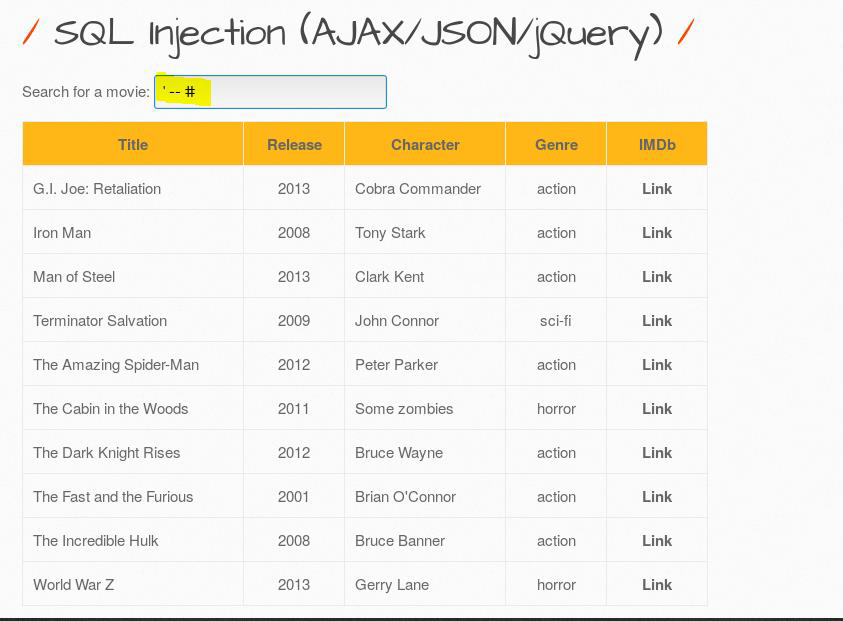 / SQL Injection (AJAX/JSON/jQuery) /
Search for a movie: ' -- #
Title Release Character Genre IMDb
G.I. Joe: Retaliation 2013 Cobra Commander action Link
Iron Man 2008 Tony Stark action Link
Man of Steel 2013 Clark Kent action Link
Terminator Salvation 2009 John Connor sci-fi Link
The Amazing Spider-Man 2012 Peter Parker action Link
The Cabin in the Woods 2011 Some zombies horror Link
The Dark Knight Rises 2012 Bruce Wayne action Link
The Fast and the Furious 2001 Brian O'Connor action Link
The Incredible Hulk 2008 Bruce Banner action Link
World War Z 2013 Gerry Lane horror Link